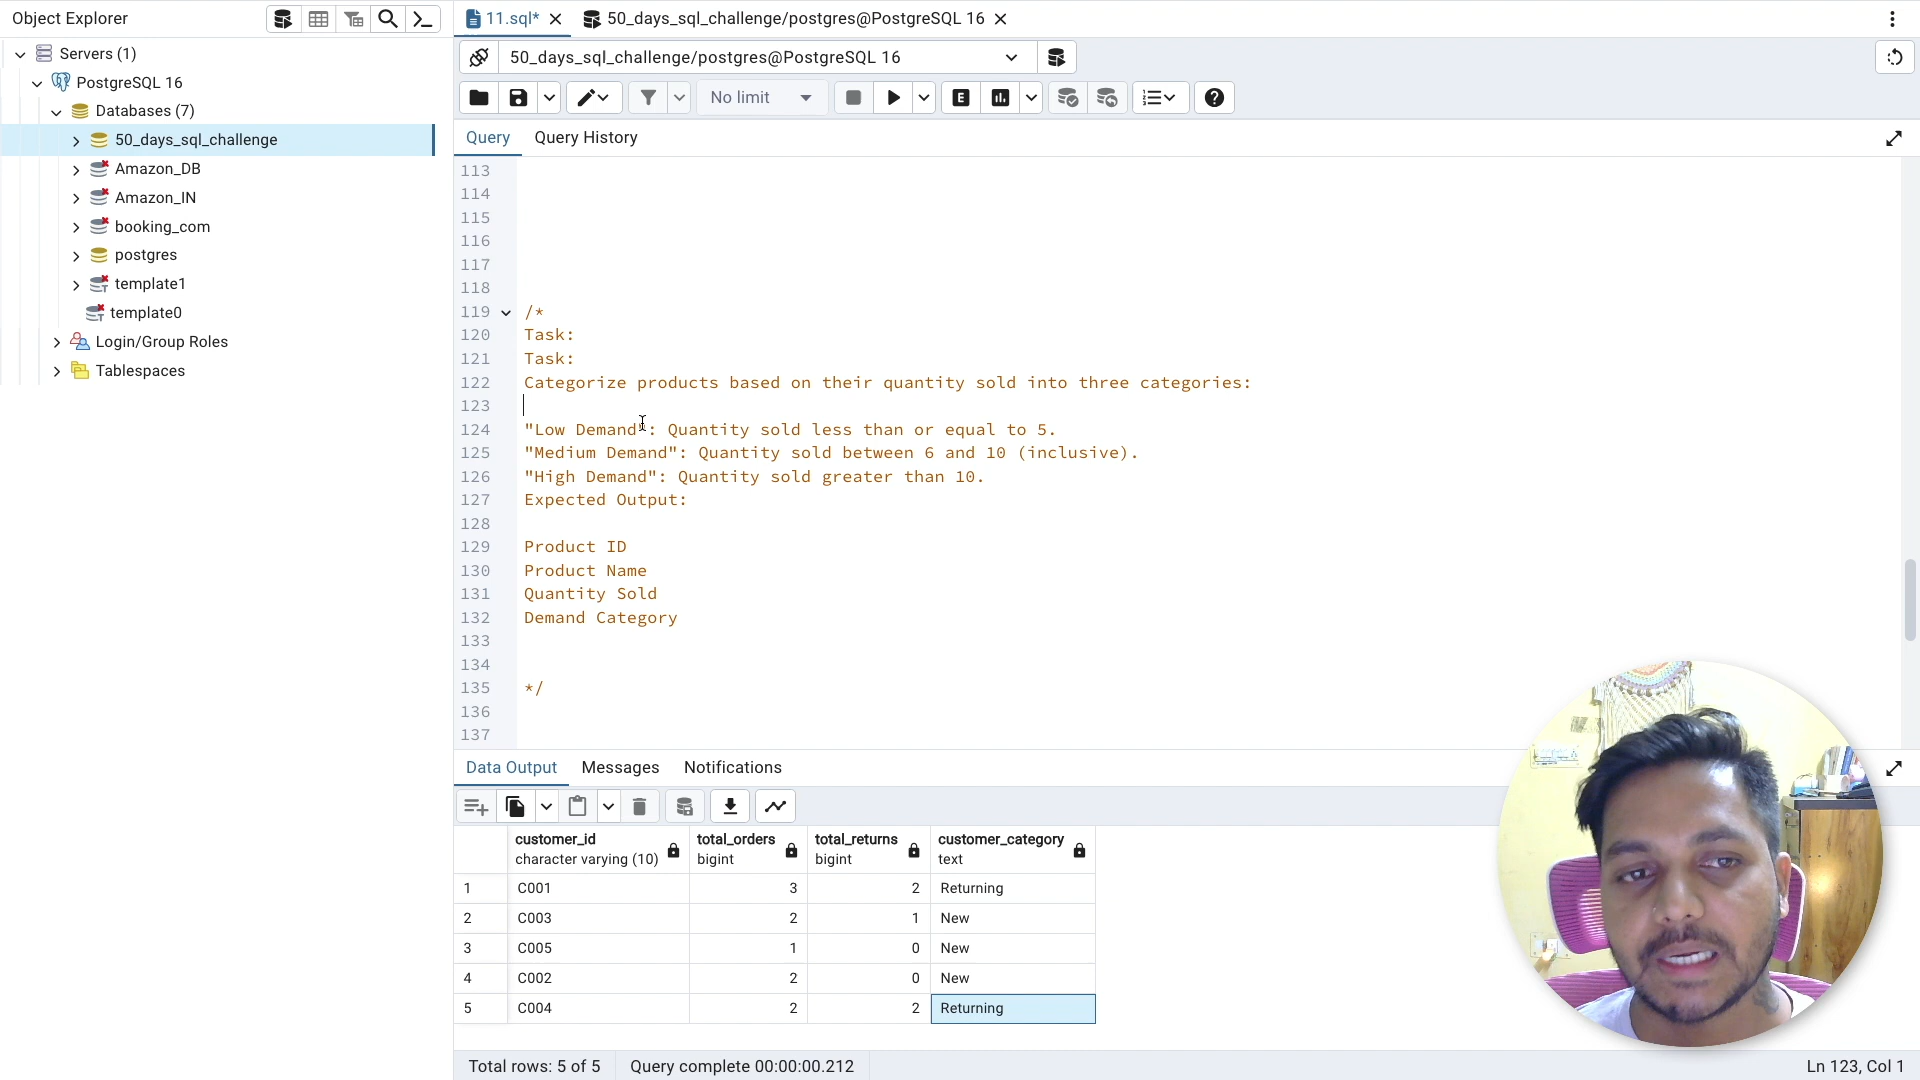 Object Explorer
11.sql*
50_days_sql_challenge/postgres@PostgreSQL 16
Servers (1)
PostgreSQL 16
Databases (7)
50_days_sql_challenge
Amazon_DB
Amazon_IN
booking_com
postgres
template1
template0
Login/Group Roles
Tablespaces
50_days_sql_challenge/postgres@PostgreSQL 16
No limit
E
Query
Query History
113
114
115
116
117
118
119 /*
120 Task:
121 Task:
122 Categorize products based on their quantity sold into three categories:
123
124 "Low Demand": Quantity sold less than or equal to 5.
125 "Medium Demand": Quantity sold between 6 and 10 (inclusive).
126 "High Demand": Quantity sold greater than 10.
127 Expected Output:
128
129 Product ID
130 Product Name
131 Quantity Sold
132 Demand Category
133
134
135 */
136
137
Data Output
Messages
Notifications
customer_id character varying (10)
total_orders bigint
total_returns bigint
customer_category text
1 C001 3 2 Returning
2 C003 2 1 New
3 C005 1 0 New
4 C002 2 0 New
5 C004 2 2 Returning
Total rows: 5 of 5
Query complete 00:00:00.212
Ln 123, Col 1